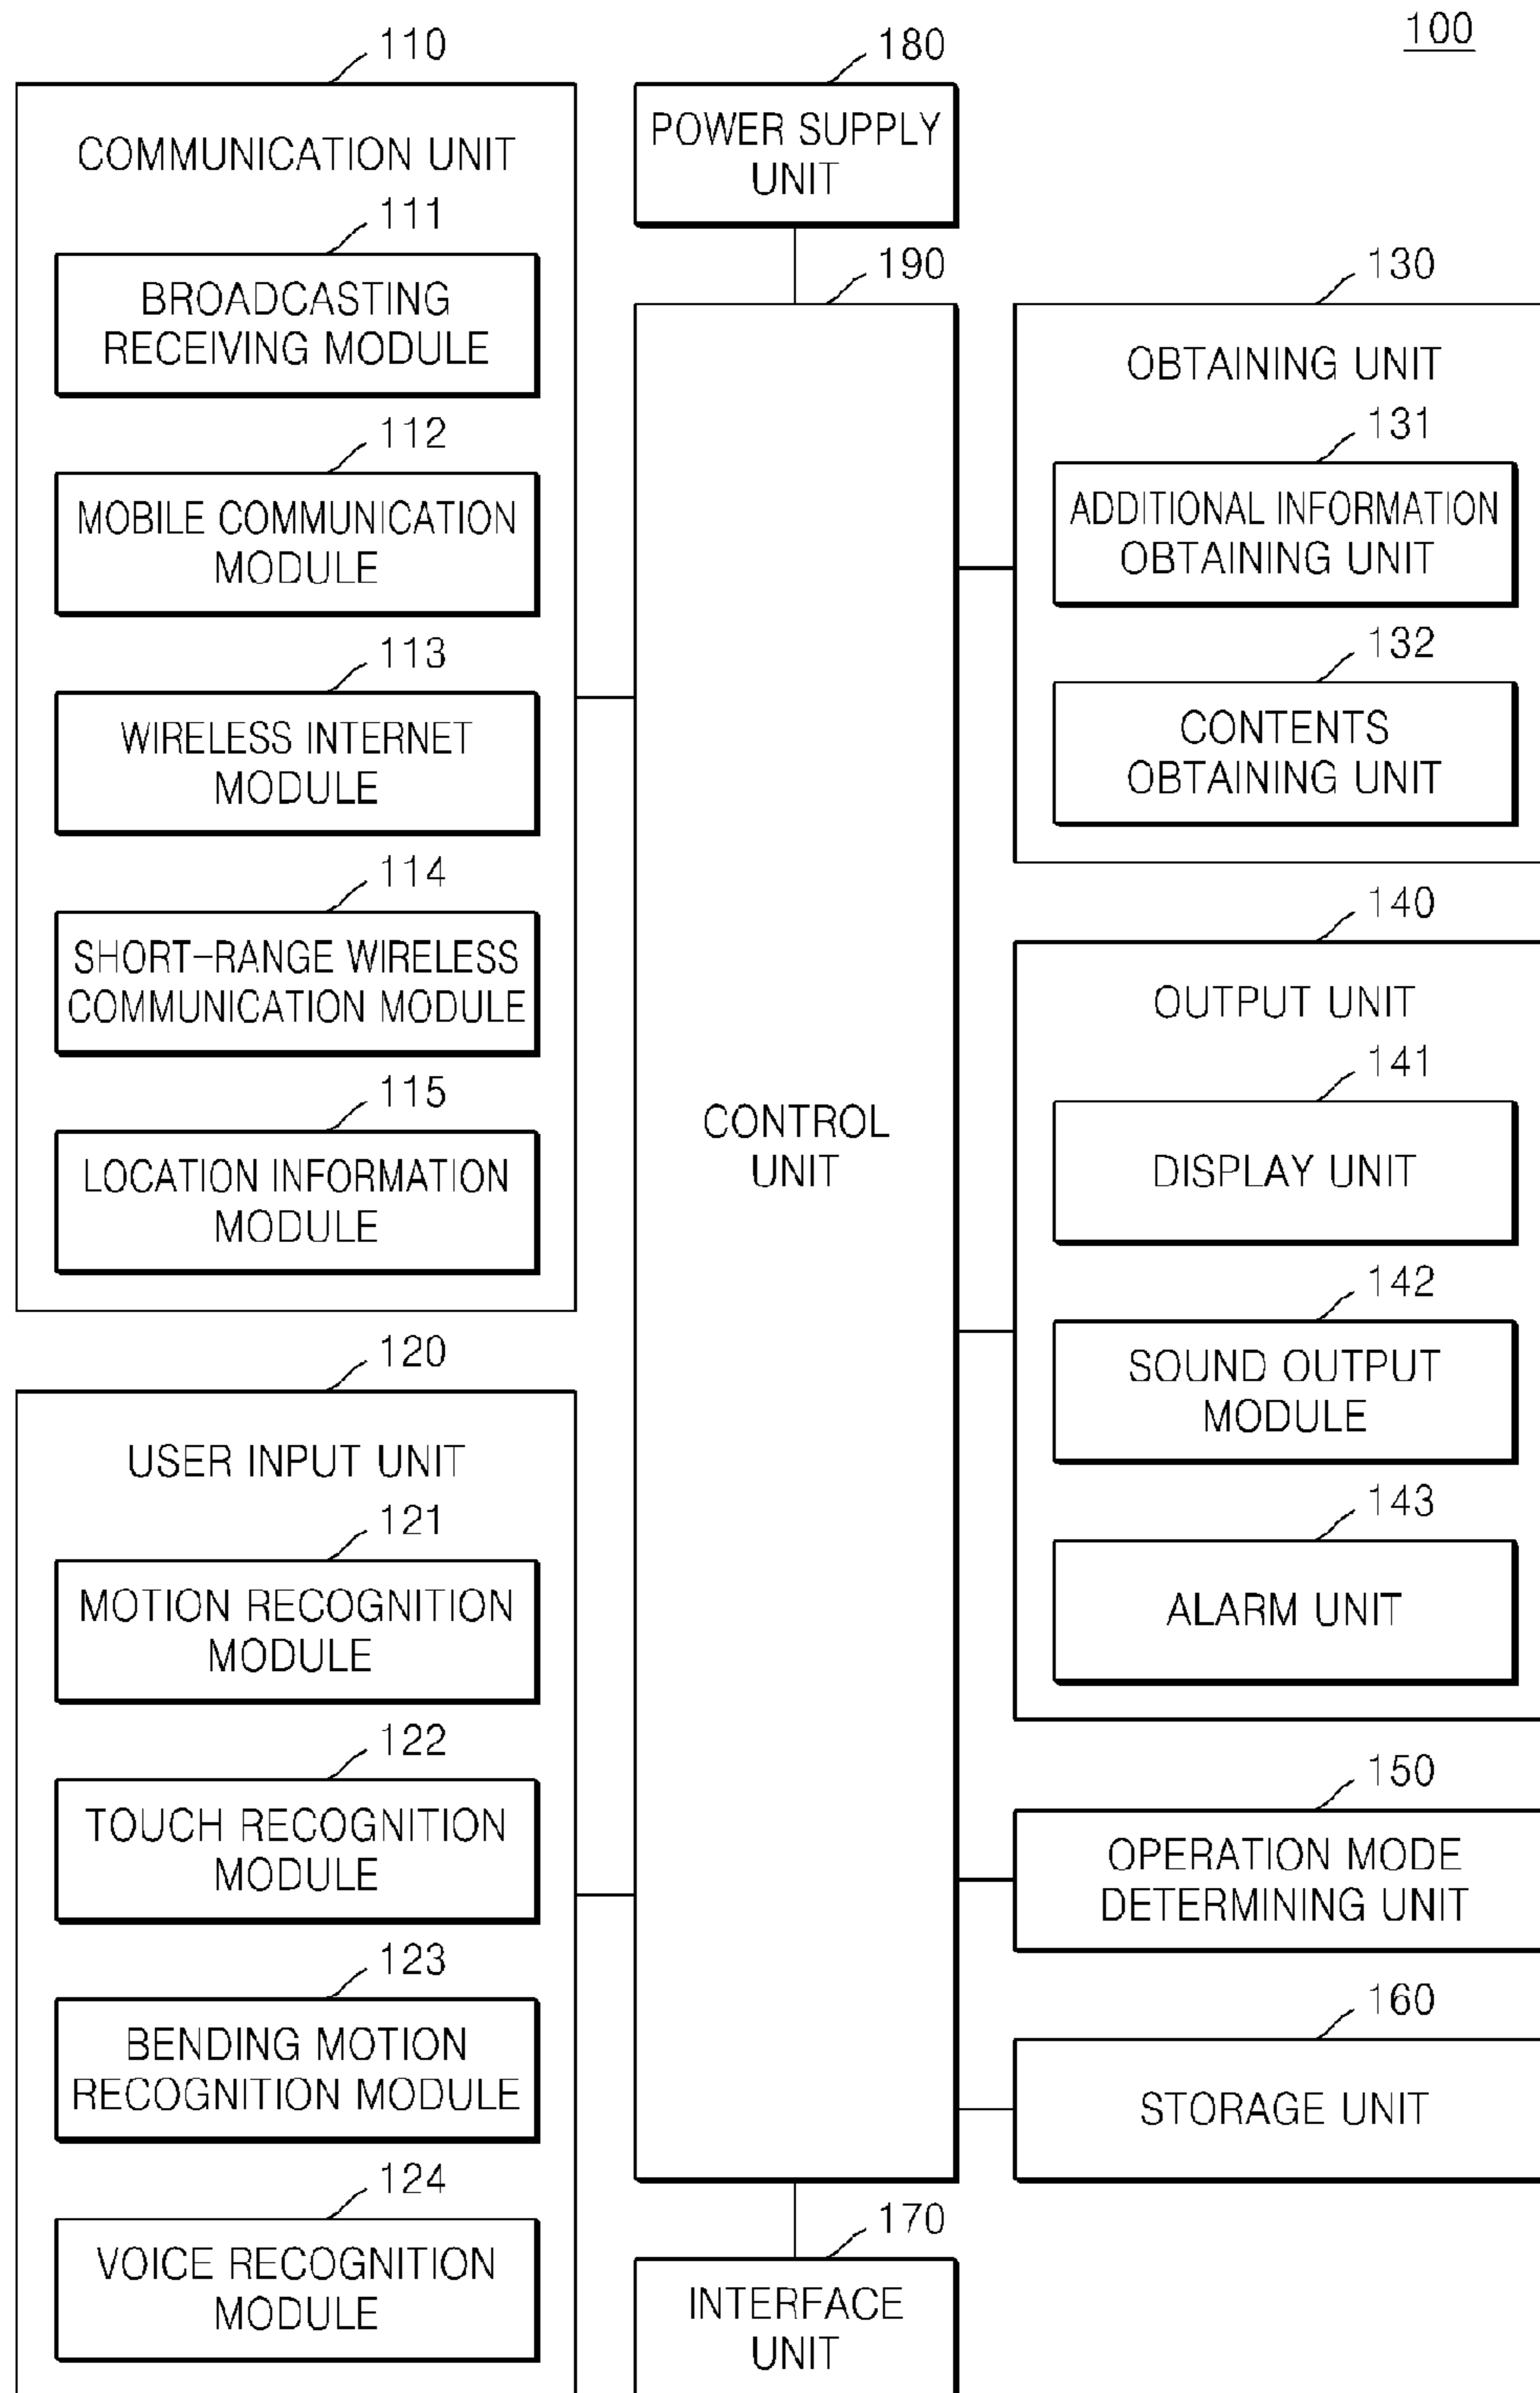 100
110
COMMUNICATION UNIT
111
BROADCASTING
RECEIVING MODULE
112
MOBILE COMMUNICATION
MODULE
113
WIRELESS INTERNET
MODULE
114
SHORT-RANGE WIRELESS
COMMUNICATION MODULE
115
LOCATION INFORMATION
MODULE
120
USER INPUT UNIT
121
MOTION RECOGNITION
MODULE
122
TOUCH RECOGNITION
MODULE
123
BENDING MOTION
RECOGNITION MODULE
124
VOICE RECOGNITION
MODULE
180
POWER SUPPLY
UNIT
190
CONTROL
UNIT
170
INTERFACE
UNIT
130
OBTAINING UNIT
131
ADDITIONAL INFORMATION
OBTAINING UNIT
132
CONTENTS
OBTAINING UNIT
140
OUTPUT UNIT
141
DISPLAY UNIT
142
SOUND OUTPUT
MODULE
143
ALARM UNIT
150
OPERATION MODE
DETERMINING UNIT
160
STORAGE UNIT